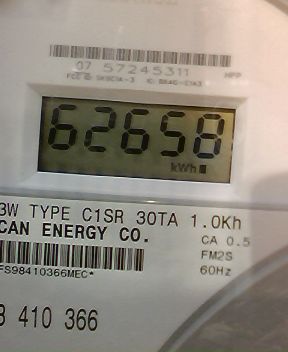 07 57245311
62658
kWh
3W TYPE C1SR 30TA 1.0Kh
CAN ENERGY CO.
CA 0.5
FM2S
60Hz
FS98410366MEC*
8 410 366